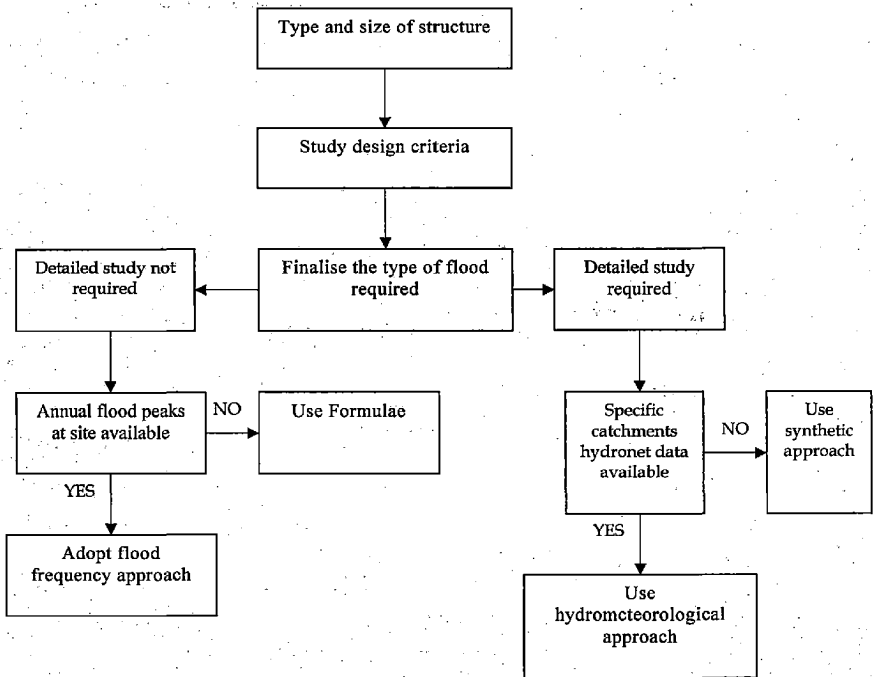 Type and size of structure
Study design criteria
Finalise the type of flood
required
Detailed study not
required
Detailed study
required
Annual flood peaks
at site available
NO
Use Formulae
YES
Adopt flood
frequency approach
Specific
catchments
hydronet data
available
NO
Use
synthetic
approach
YES
Use
hydromcteorological
approach